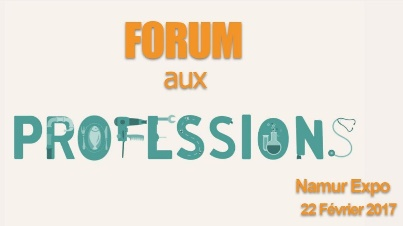 FORUM
aux
PROFESSIONS
Namur Expo
22 Février 2017